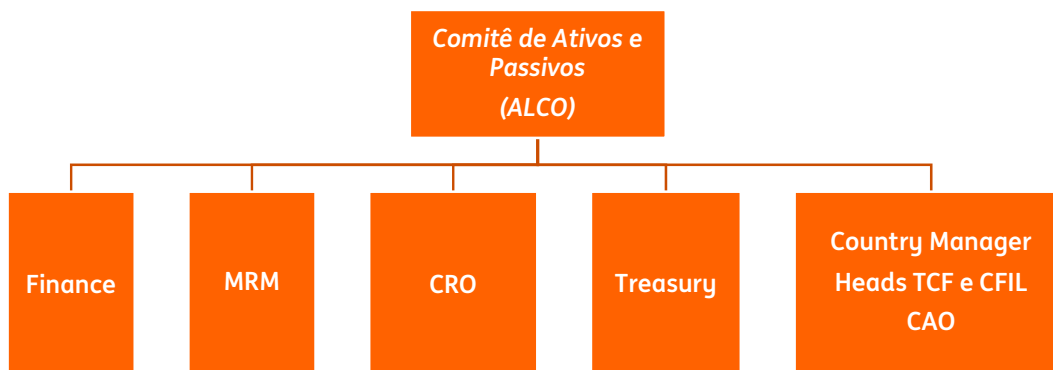 Comitê de Ativos e
Passivos
(ALCO)
Finance
MRM
CRO
Treasury
Country Manager
Heads TCF e CFIL
CAO